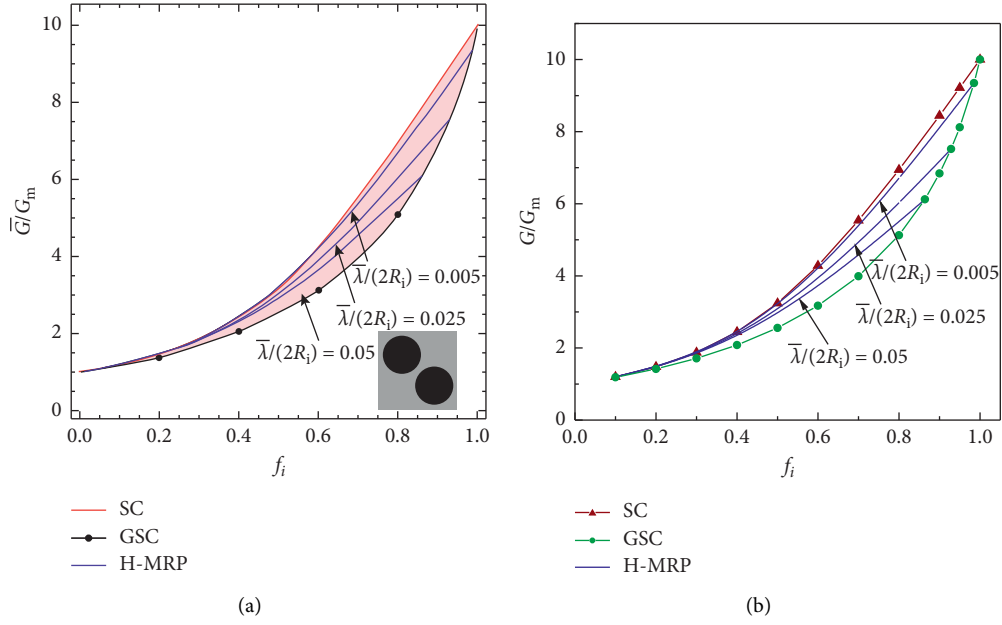 10
8
6
4
2
0
G̅/Gₘ
λ̅/(2Rᵢ) = 0.005
λ̅/(2Rᵢ) = 0.025
λ̅/(2Rᵢ) = 0.05
0.0 0.2 0.4 0.6 0.8 1.0
fᵢ
SC
GSC
H-MRP
(a)
10
8
6
4
2
0
G/Gₘ
λ̅/(2Rᵢ) = 0.005
λ̅/(2Rᵢ) = 0.025
λ̅/(2Rᵢ) = 0.05
0.0 0.2 0.4 0.6 0.8 1.0
fᵢ
SC
GSC
H-MRP
(b)